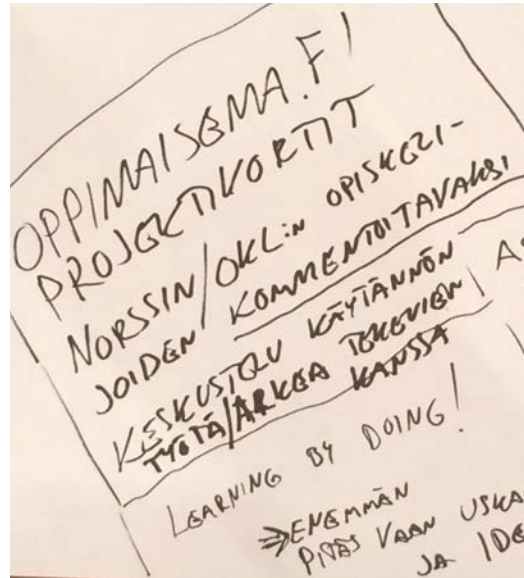 OPPIMAISEMA.FI
PROJEKTIKORTIT
NORSSIN/OKL:N OPISKELI-
JOIDEN KOMMENTOITAVAKSI
KESKUSTELU KÄYTÄNNÖN
TYÖTÄ/ARKEA TEKEVIEN
KANSSA
LEARNING BY DOING!
⇒ ENEMMÄN
PITÄS VAAN USKA
JA IDE